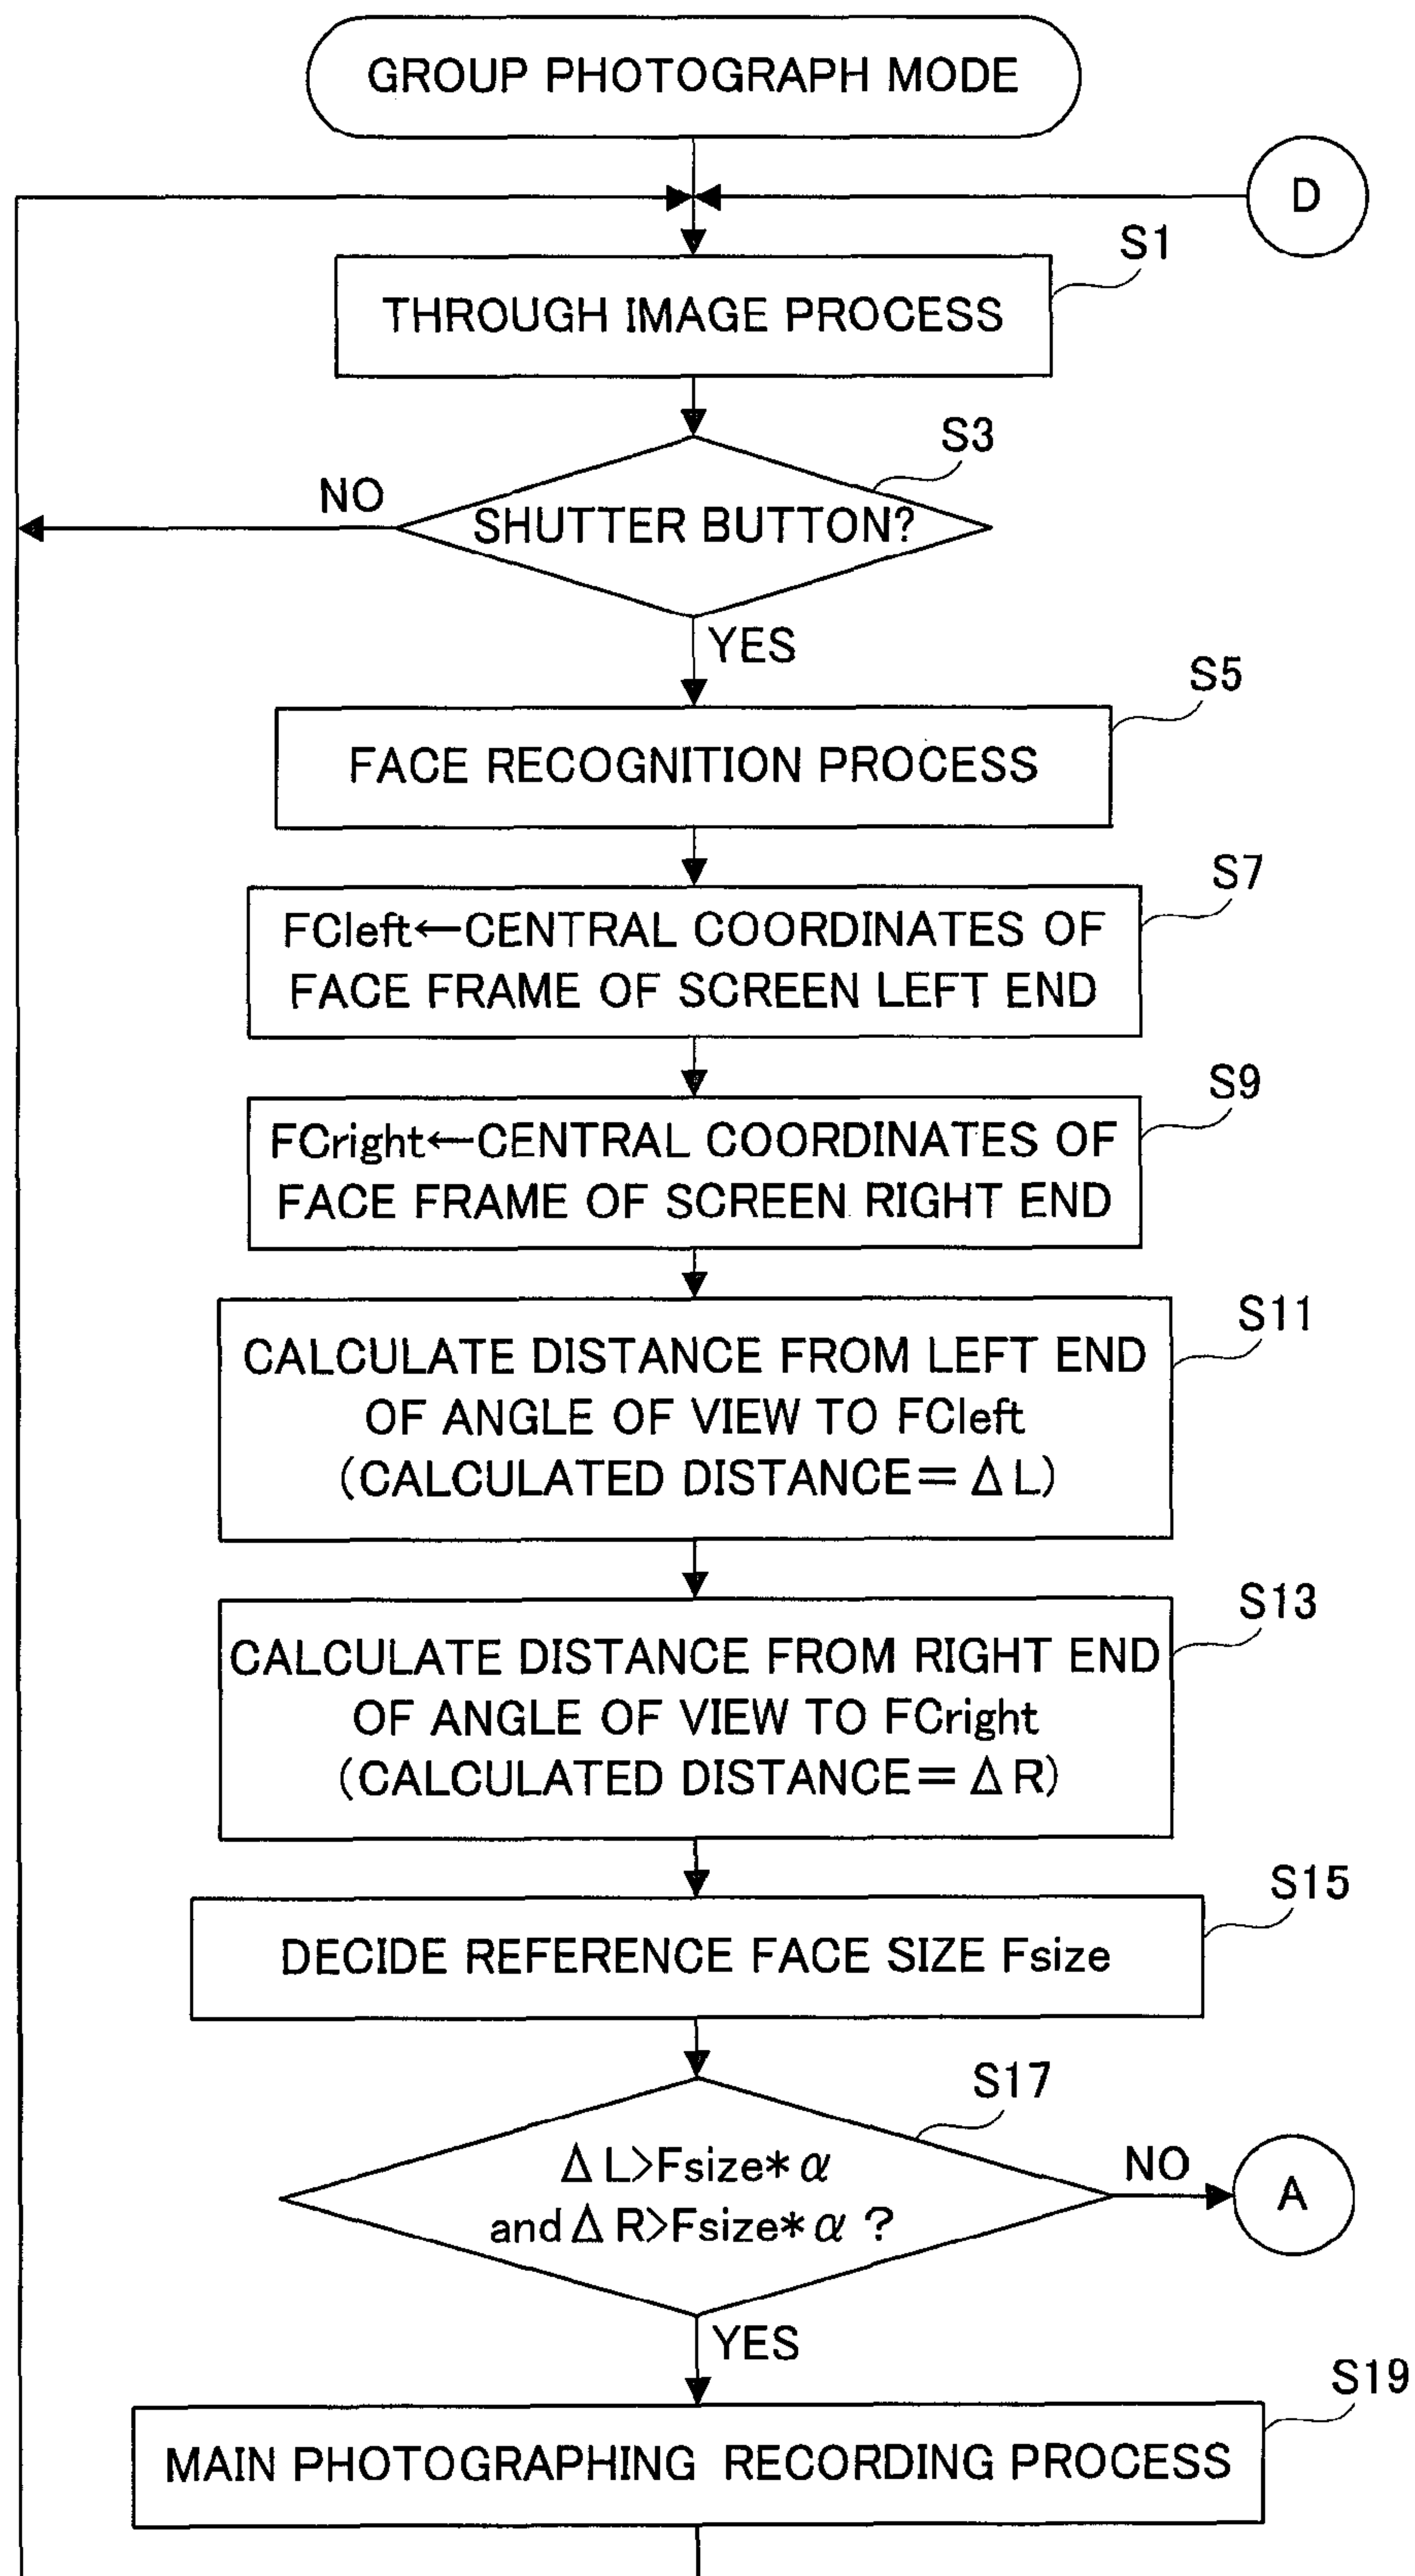 GROUP PHOTOGRAPH MODE
D
S1
THROUGH IMAGE PROCESS
S3
NO
SHUTTER BUTTON?
YES
S5
FACE RECOGNITION PROCESS
S7
FCleft←CENTRAL COORDINATES OF
FACE FRAME OF SCREEN LEFT END
S9
FCright←CENTRAL COORDINATES OF
FACE FRAME OF SCREEN RIGHT END
S11
CALCULATE DISTANCE FROM LEFT END
OF ANGLE OF VIEW TO FCleft
(CALCULATED DISTANCE=ΔL)
S13
CALCULATE DISTANCE FROM RIGHT END
OF ANGLE OF VIEW TO FCright
(CALCULATED DISTANCE=ΔR)
S15
DECIDE REFERENCE FACE SIZE Fsize
S17
ΔL>Fsize*α
and ΔR>Fsize*α?
NO
A
YES
S19
MAIN PHOTOGRAPHING RECORDING PROCESS